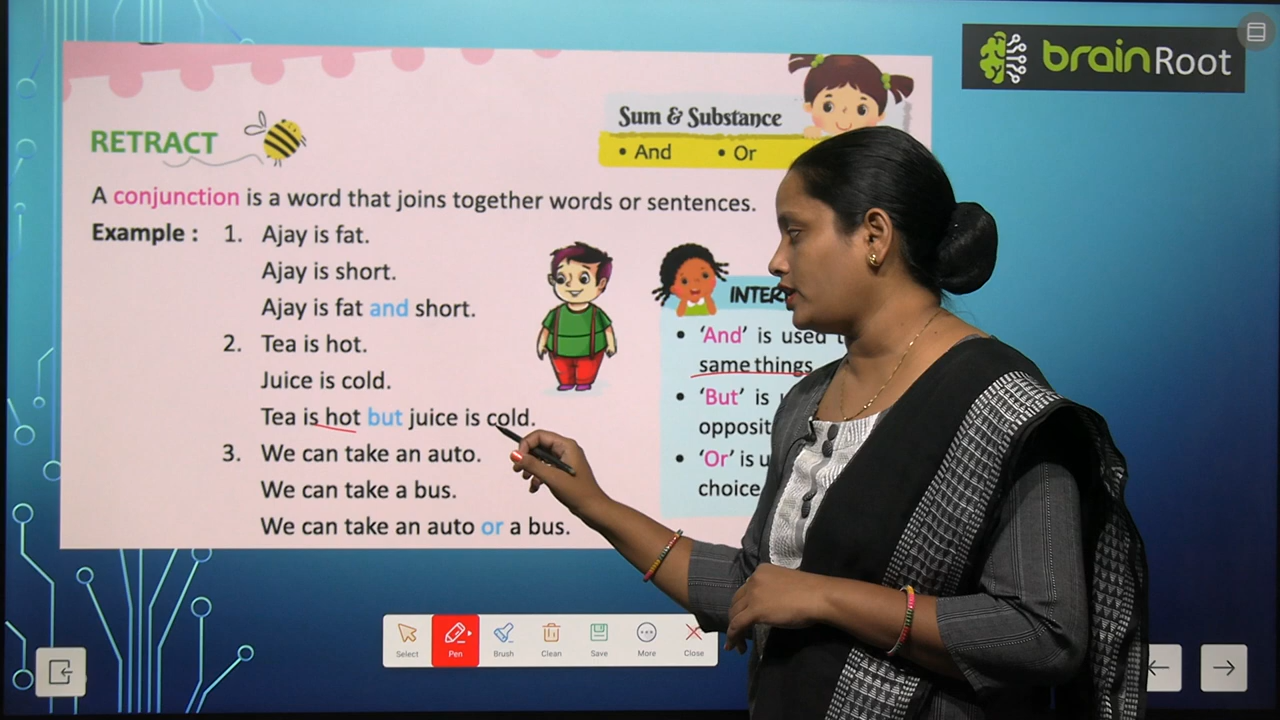 brainRoot
Sum & Substance
RETRACT
• And • Or
A conjunction is a word that joins together words or sentences.
Example : 1. Ajay is fat.
Ajay is short.
Ajay is fat and short.
2. Tea is hot.
Juice is cold.
Tea is hot but juice is cold.
3. We can take an auto.
We can take a bus.
We can take an auto or a bus.
• 'And' is used
same things
• 'But' is
• 'Or' is
choice
Select Pen Brush Clean Save More Close